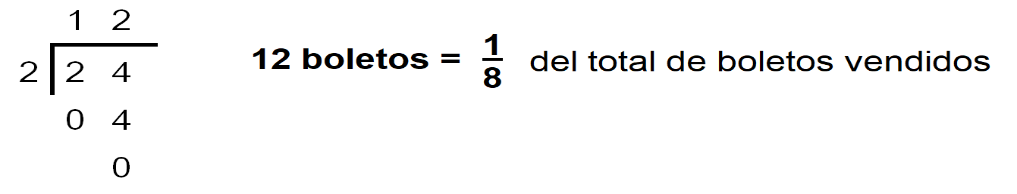 1 2
2 2 4 12 boletos = 1/8 del total de boletos vendidos
0 4
0